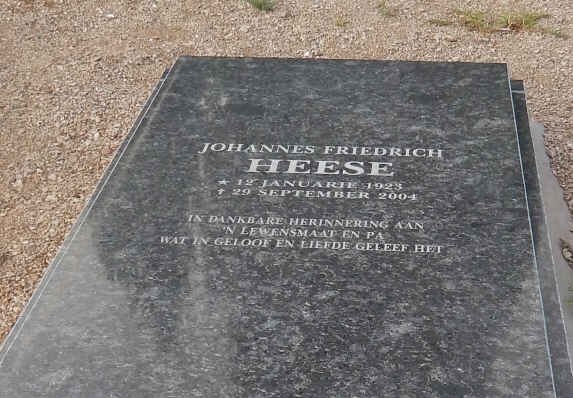 JOHANNES FRIEDRICH
HEESE
* 12 JANUARIE 1923
† 29 SEPTEMBER 2004
IN DANKBARE HERINNERING AAN
'N LEWENSMAAT EN PA
WAT IN GELOOF EN LIEFDE GELEEF HET